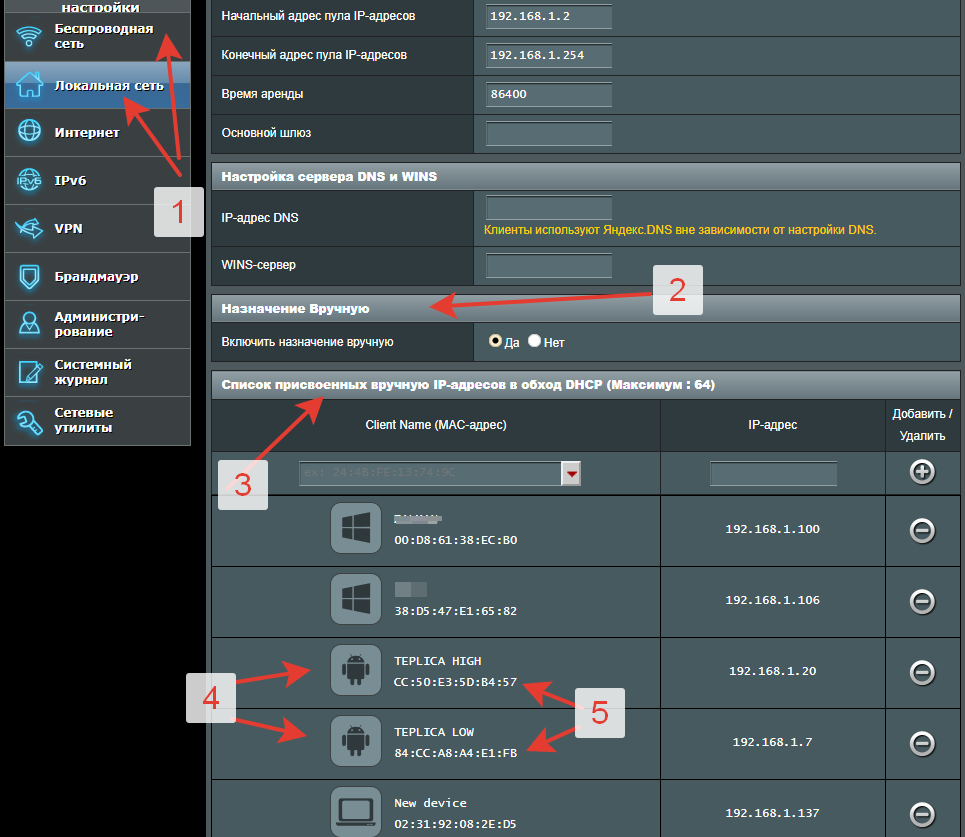 настройки
Беспроводная
сеть
Локальная сеть
Интернет
IPv6
VPN
Брандмауэр
Администри-
рование
Системный
журнал
Сетевые
утилиты
1
Начальный адрес пула IP-адресов
192.168.1.2
Конечный адрес пула IP-адресов
192.168.1.254
Время аренды
86400
Основной шлюз
Настройка сервера DNS и WINS
IP-адрес DNS
Клиенты используют Яндекс.DNS вне зависимости от настройки DNS.
WINS-сервер
2
Назначение Вручную
Включить назначение вручную
Да Нет
Список присвоенных вручную IP-адресов в обход DHCP (Максимум : 64)
Client Name (MAC-адрес)
IP-адрес
Добавить /
Удалить
3
ex: 24:4B:FE:13:74:9C
00:D8:61:38:EC:B0
192.168.1.100
38:D5:47:E1:65:82
192.168.1.106
4
TEPLICA HIGH
CC:50:E3:5D:B4:57
192.168.1.20
5
TEPLICA LOW
84:CC:A8:A4:E1:FB
192.168.1.7
New device
02:31:92:08:2E:D5
192.168.1.137